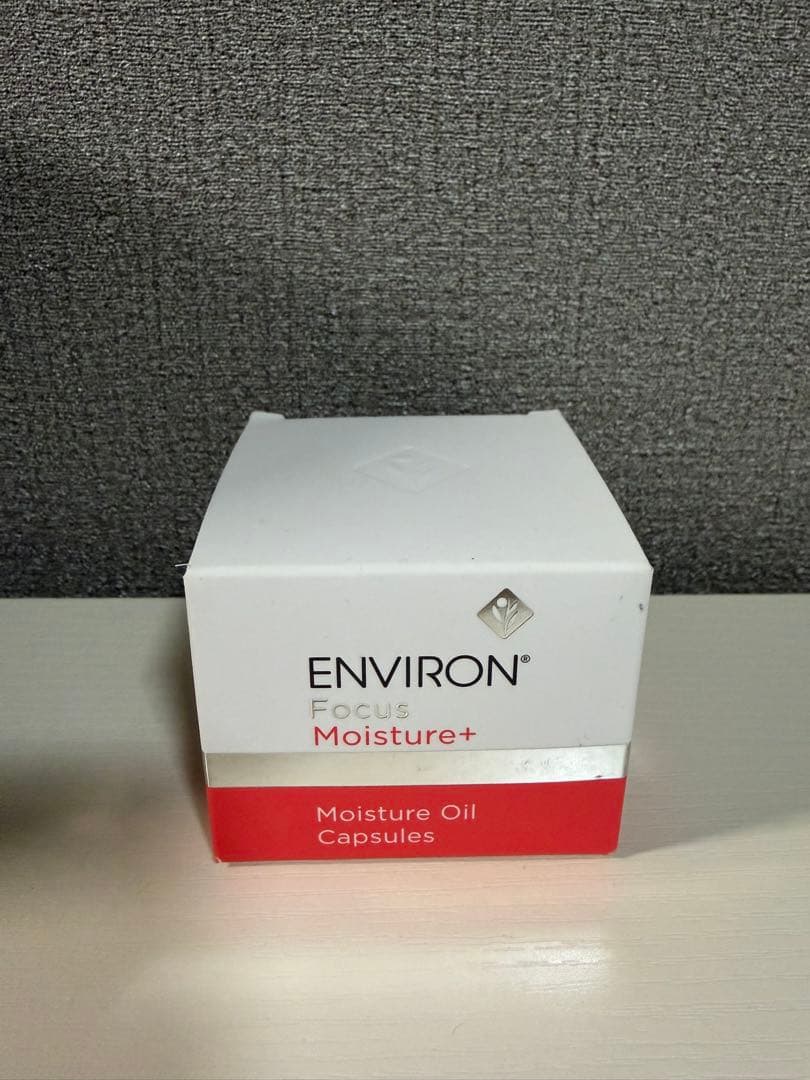 ENVIRON®
Focus
Moisture+
Moisture Oil
Capsules